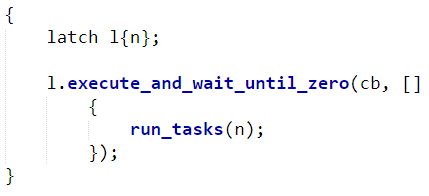 {
latch l{n};
l.execute_and_wait_until_zero(cb, []
{
run_tasks(n);
});
}